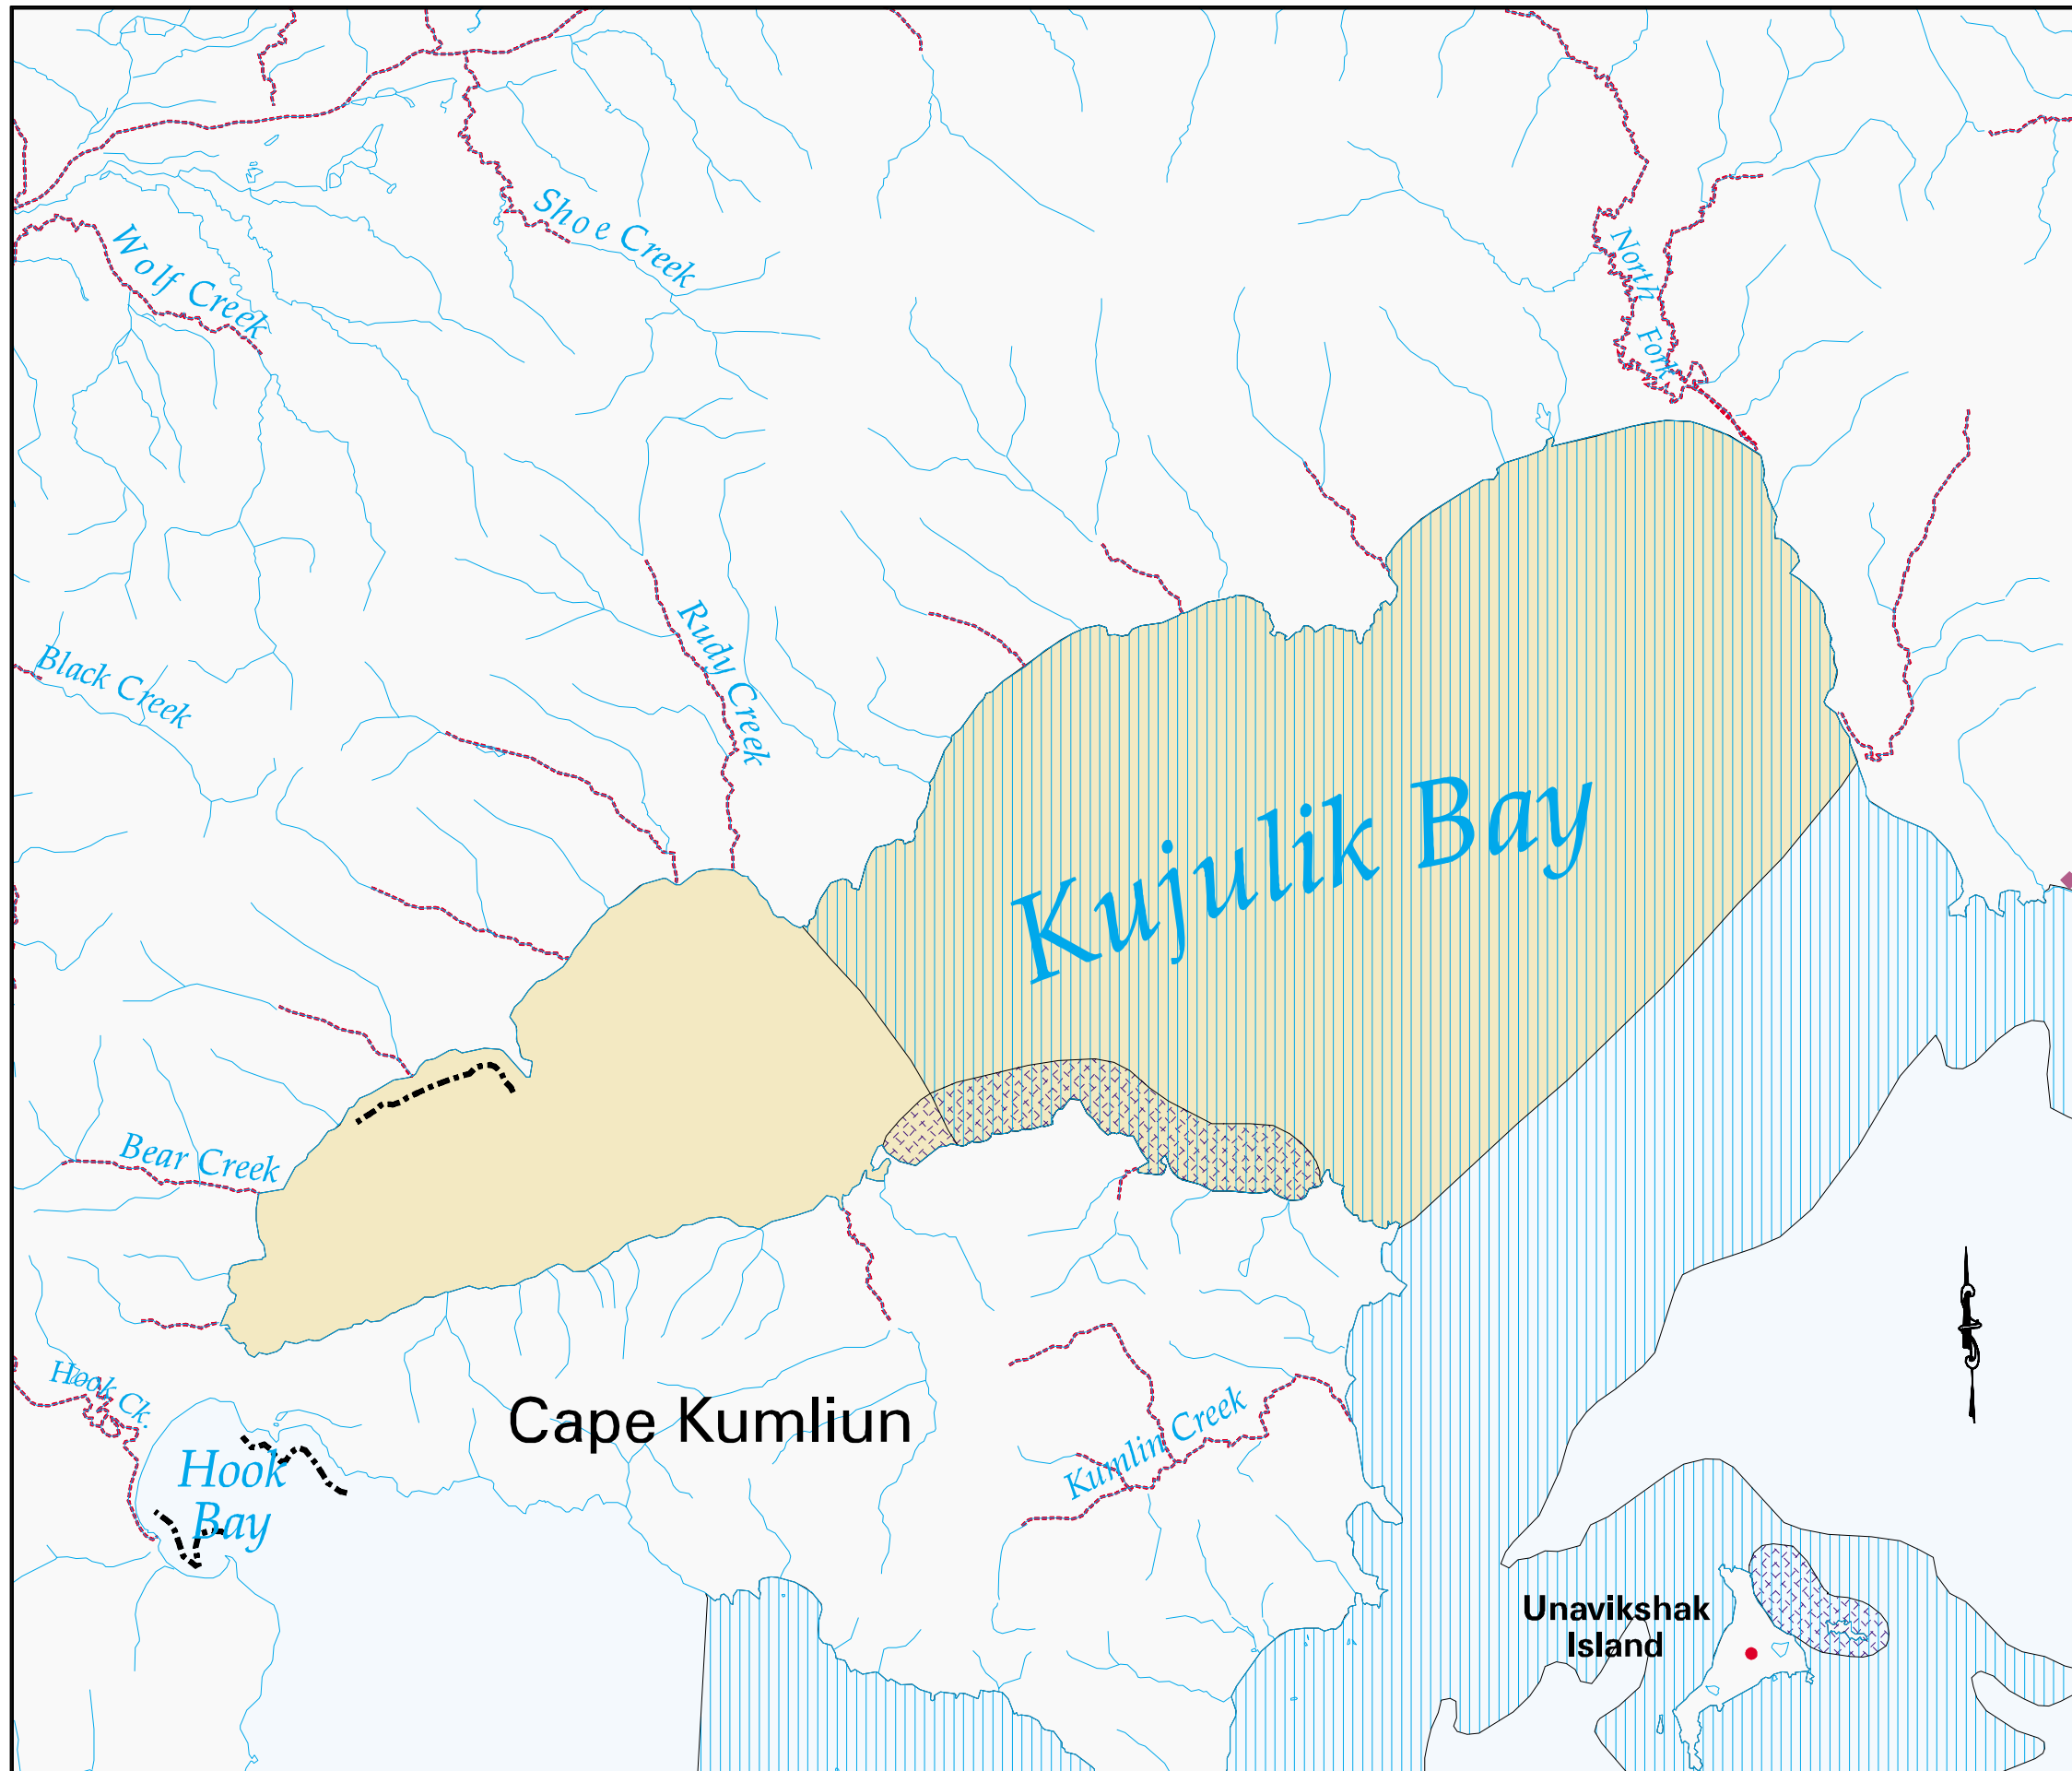 Shoe Creek
Wolf Creek
North
Fork
Black Creek
Rudy Creek
Kujulik Bay
Bear Creek
Hook Ck.
Cape Kumliun
Kumlin Creek
Hook
Bay
Unavikshak
Island